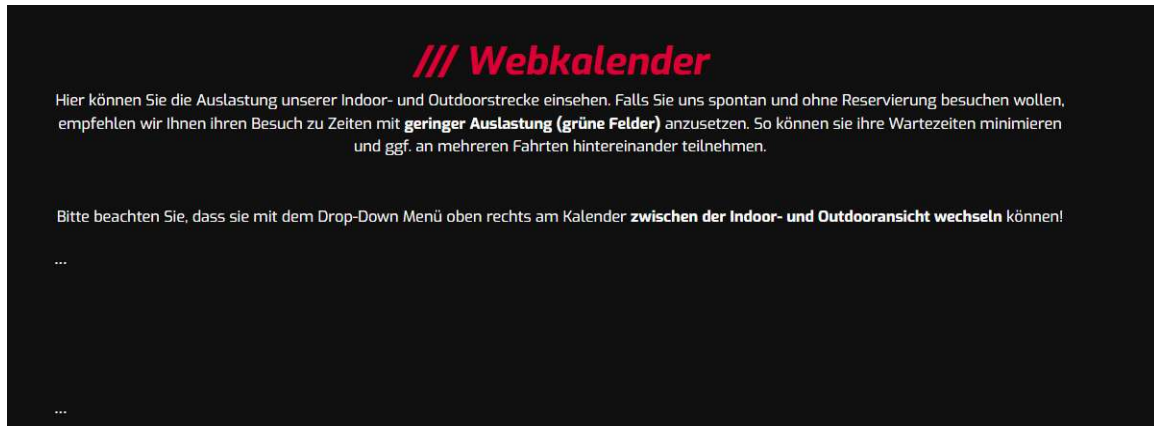 /// Webkalender
Hier können Sie die Auslastung unserer Indoor- und Outdoorstrecke einsehen. Falls Sie uns spontan und ohne Reservierung besuchen wollen,
empfehlen wir Ihnen ihren Besuch zu Zeiten mit geringer Auslastung (grüne Felder) anzusetzen. So können sie ihre Wartezeiten minimieren
und ggf. an mehreren Fahrten hintereinander teilnehmen.
Bitte beachten Sie, dass sie mit dem Drop-Down Menü oben rechts am Kalender zwischen der Indoor- und Outdooransicht wechseln können!
...
...